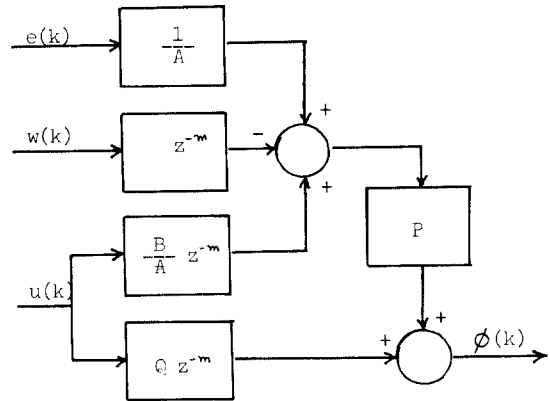 e(k)
1
A
+
w(k)
z⁻ᵐ
−
+
B
A
z⁻ᵐ
P
u(k)
+
Q z⁻ᵐ
+
ϕ(k)